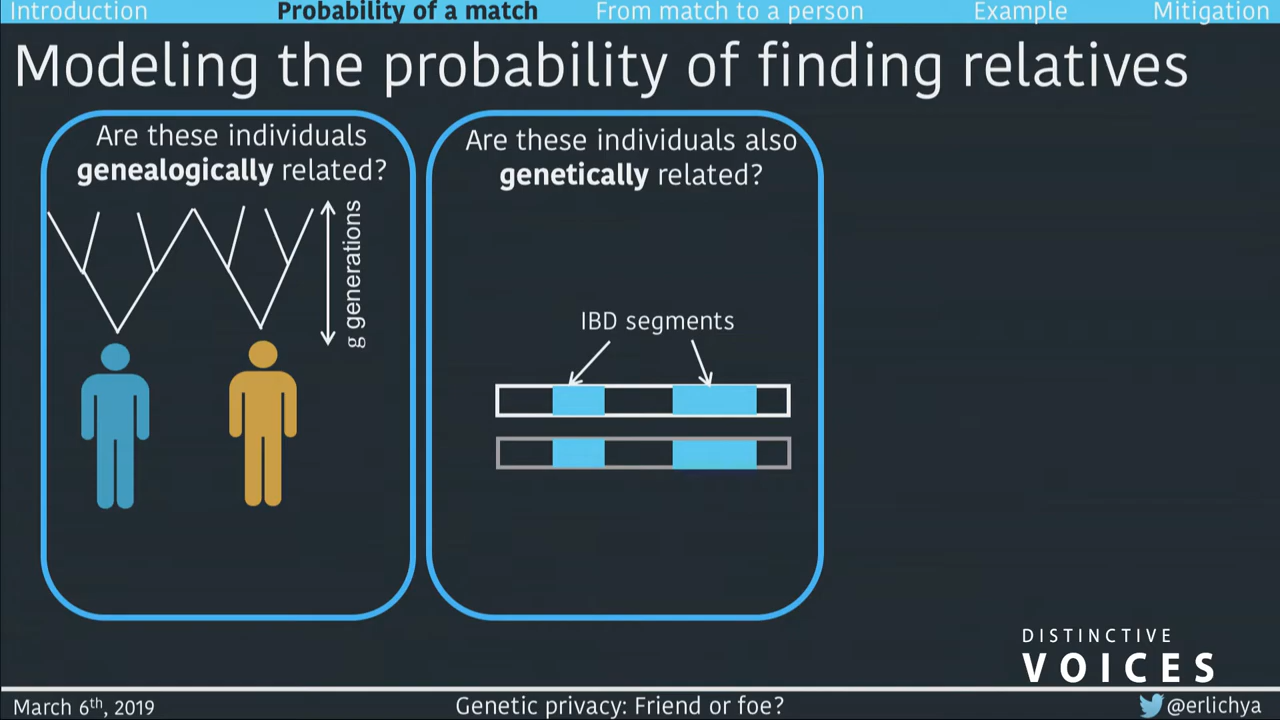 Introduction
Probability of a match
From match to a person
Example
Mitigation
Modeling the probability of finding relatives
Are these individuals
genealogically related?
g generations
Are these individuals also
genetically related?
IBD segments
DISTINCTIVE
VOICES
March 6th, 2019
Genetic privacy: Friend or foe?
@erlichya